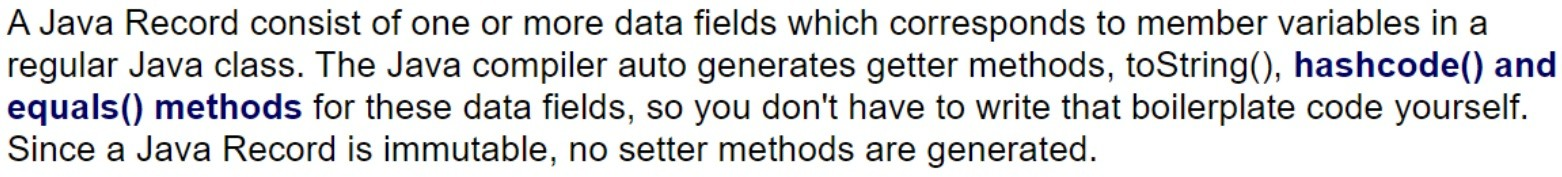 A Java Record consist of one or more data fields which corresponds to member variables in a
regular Java class. The Java compiler auto generates getter methods, toString(), hashcode() and
equals() methods for these data fields, so you don't have to write that boilerplate code yourself.
Since a Java Record is immutable, no setter methods are generated.